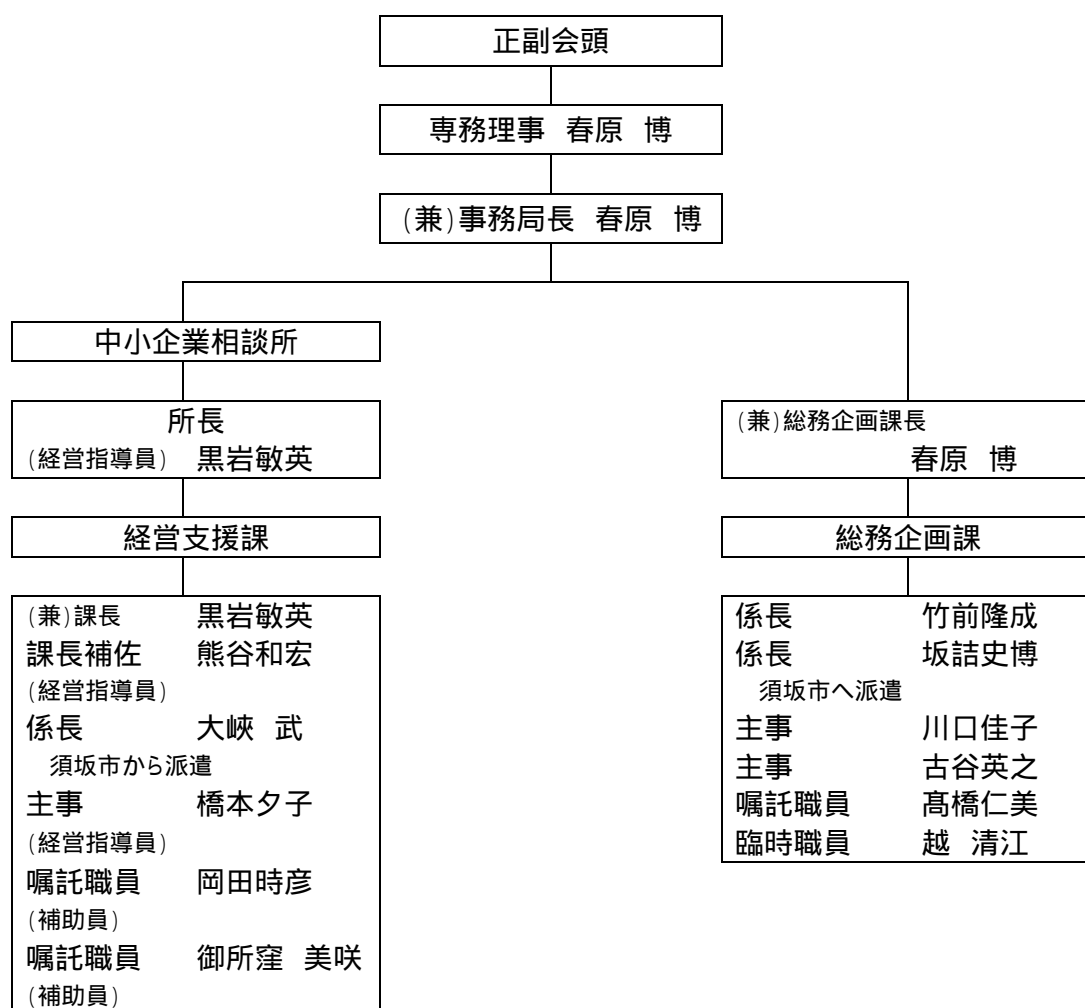 正副会頭
専務理事 春原 博
(兼)事務局長 春原 博
中小企業相談所
所長
(経営指導員) 黒岩敏英
経営支援課
(兼)課長 黒岩敏英
課長補佐 熊谷和宏
(経営指導員)
係長 大峽 武
須坂市から派遣
主事 橋本夕子
(経営指導員)
嘱託職員 岡田時彦
(補助員)
嘱託職員 御所窪 美咲
(補助員)
(兼)総務企画課長
春原 博
総務企画課
係長 竹前隆成
係長 坂詰史博
須坂市へ派遣
主事 川口佳子
主事 古谷英之
嘱託職員 髙橋仁美
臨時職員 越 清江